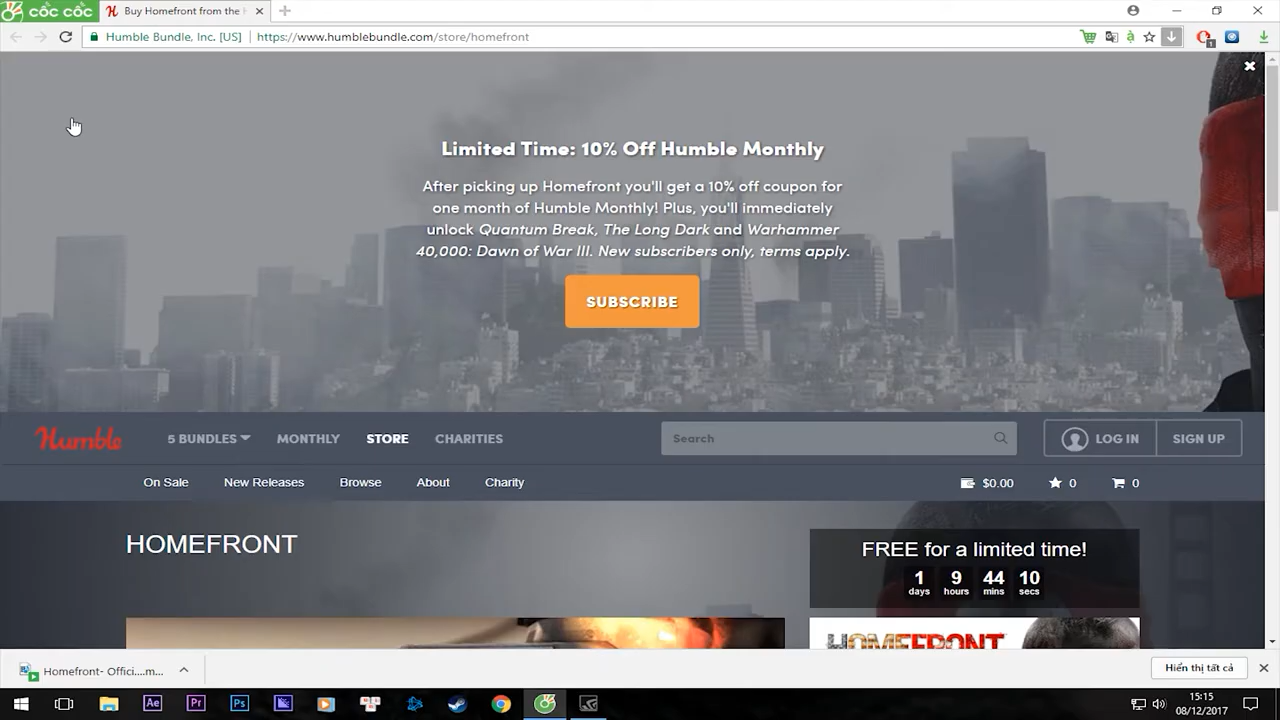 cốc cốc
Buy Homefront from the
Humble Bundle, Inc. [US] https://www.humblebundle.com/store/homefront
1
Limited Time: 10% Off Humble Monthly
After picking up Homefront you'll get a 10% off coupon for
one month of Humble Monthly! Plus, you'll immediately
unlock Quantum Break, The Long Dark and Warhammer
40,000: Dawn of War III. New subscribers only, terms apply.
SUBSCRIBE
Humble
5 BUNDLES MONTHLY STORE CHARITIES
Search
LOG IN SIGN UP
On Sale New Releases Browse About Charity
$0.00 0 0
HOMEFRONT
FREE for a limited time!
1 9 44 10
days hours mins secs
HOMEFRONT
Homefront- Offici....m...
Hiển thị tất cả
Ae Pr Ps
15:15
08/12/2017